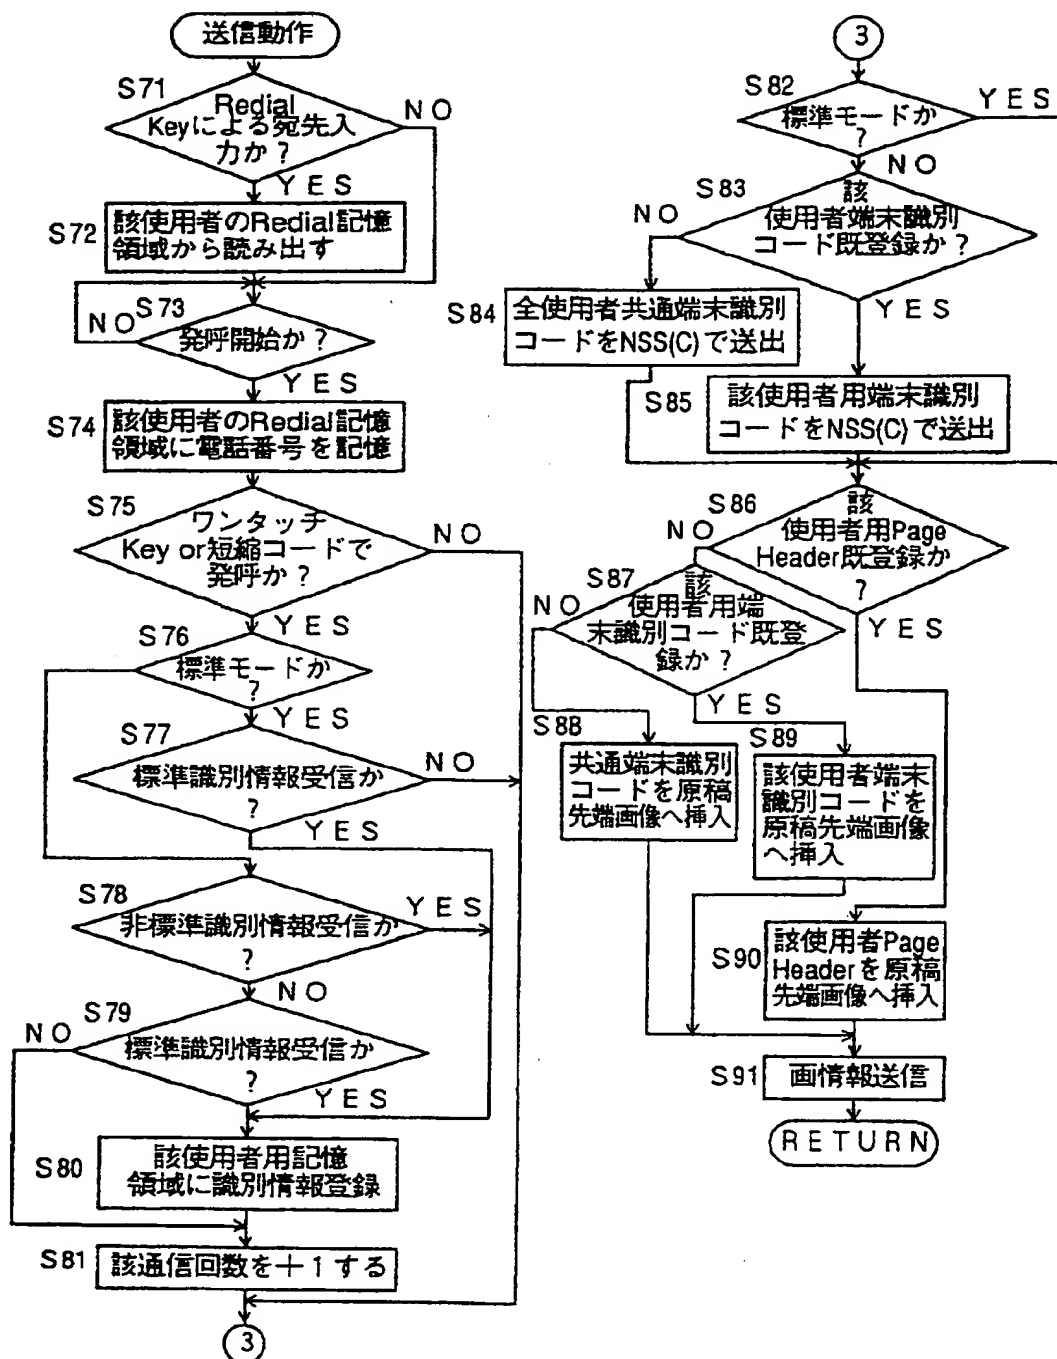 送信動作
S71
Redial
Keyによる宛先入
力か？
NO
YES
S72
該使用者のRedial記憶
領域から読み出す
S73
NO
発呼開始か？
YES
S74
該使用者のRedial記憶
領域に電話番号を記憶
S75
ワンタッチ
Key or短縮コードで
発呼か？
NO
YES
S76
標準モードか
？
YES
S77
標準識別情報受信か
？
NO
YES
S78
非標準識別情報受信か
？
YES
NO
S79
NO
標準識別情報受信か
？
YES
S80
該使用者用記憶
領域に識別情報登録
S81
該通信回数を＋1する
3
3
S82
標準モードか
？
YES
NO
S83
該
使用者端末識別
コード既登録か？
NO
YES
S84
全使用者共通端末識別
コードをNSS(C)で送出
S85
該使用者用端末識別
コードをNSS(C)で送出
S86
該
使用者用Page
Header既登録か
？
NO
YES
S87
該
使用者用端
末識別コード既登
録か？
NO
YES
S88
共通端末識別
コードを原稿
先端画像へ挿入
S89
該使用者端末
識別コードを
原稿先端画像
へ挿入
S90
該使用者Page
Headerを原稿
先端画像へ挿入
S91
画情報送信
RETURN